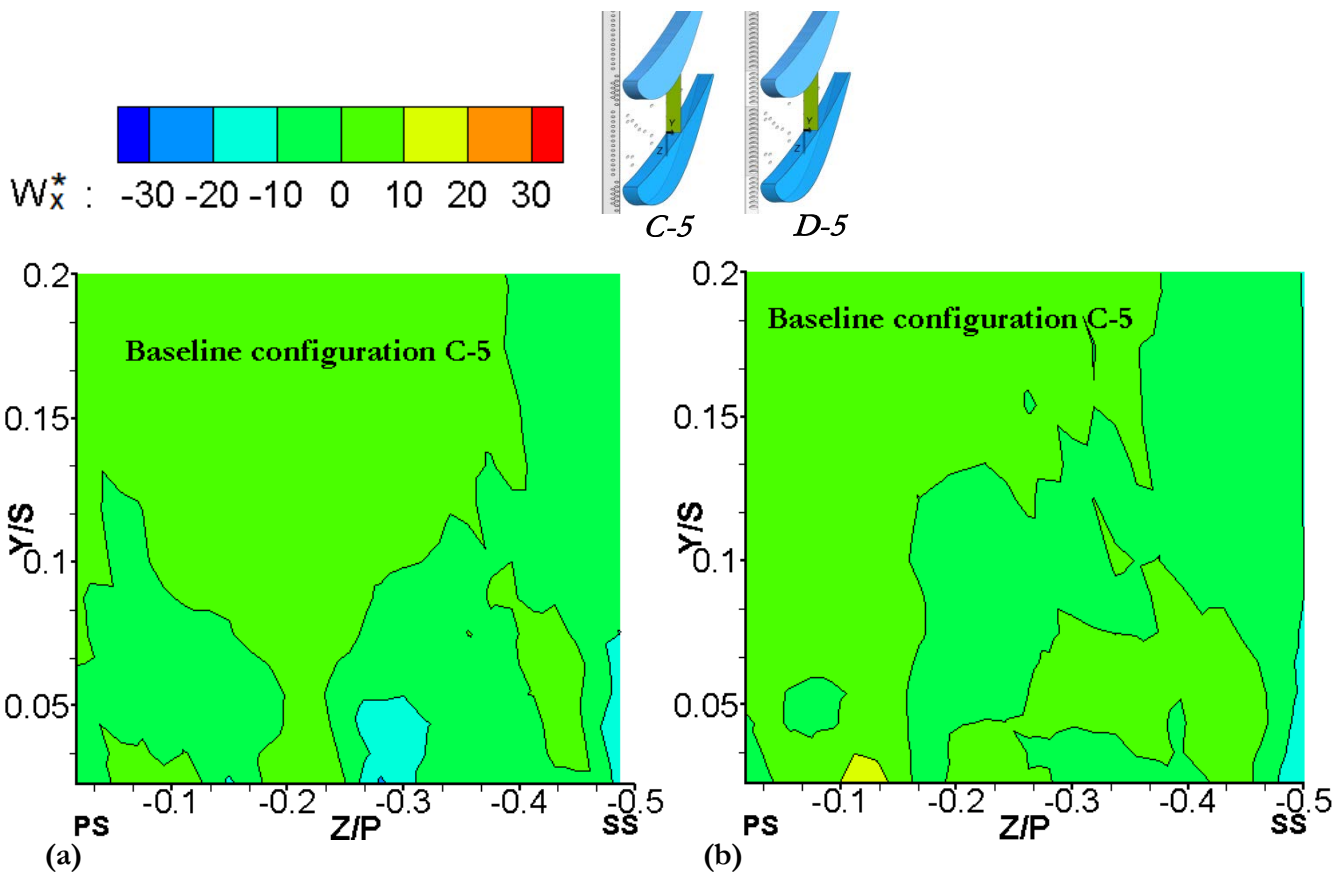 W*x : -30 -20 -10 0 10 20 30
Y
Z
C-5
Y
Z
D-5
0.2
0.15
0.1
0.05
Y/S
Baseline configuration C-5
-0.1 -0.2 -0.3 -0.4 -0.5
PS Z/P SS
(a)
0.2
0.15
0.1
0.05
Y/S
Baseline configuration C-5
-0.1 -0.2 -0.3 -0.4 -0.5
PS Z/P SS
(b)